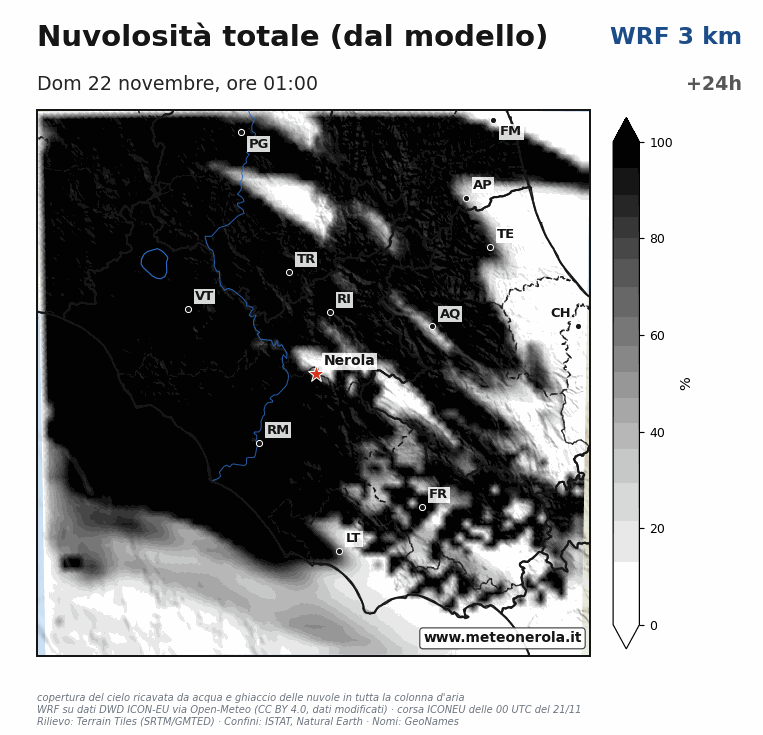 Nuvolosità totale (dal modello)
WRF 3 km
Dom 22 novembre, ore 01:00
+24h
FM
PG
AP
TE
TR
VT
RI
AQ
CH
Nerola
RM
FR
LT
www.meteonerola.it
100
80
60
40
20
0
%
copertura del cielo ricavata da acqua e ghiaccio delle nuvole in tutta la colonna d'aria
WRF su dati DWD ICON-EU via Open-Meteo (CC BY 4.0, dati modificati) · corsa ICONEU delle 00 UTC del 21/11
Rilievo: Terrain Tiles (SRTM/GMTED) · Confini: ISTAT, Natural Earth · Nomi: GeoNames